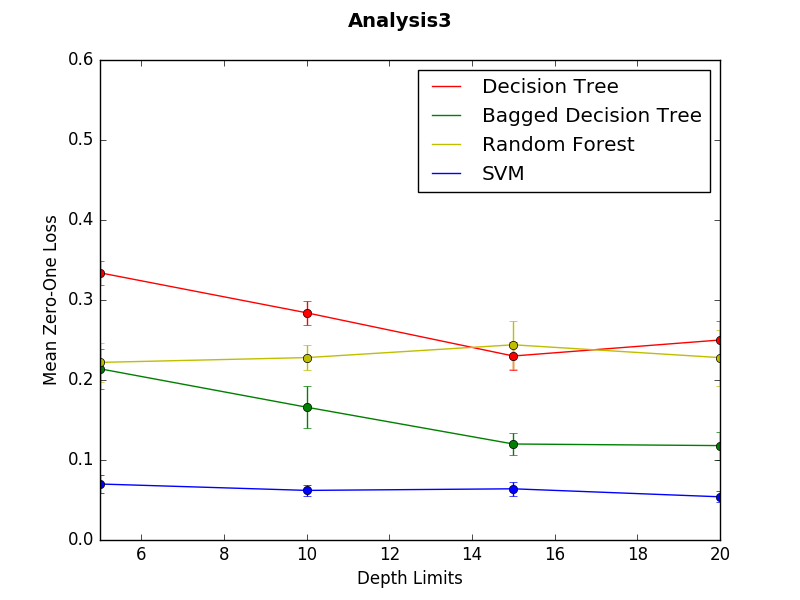 Analysis3
0.6
0.5
0.4
0.3
0.2
0.1
0.0
Mean Zero-One Loss
Decision Tree
Bagged Decision Tree
Random Forest
SVM
6
8
10
12
14
16
18
20
Depth Limits